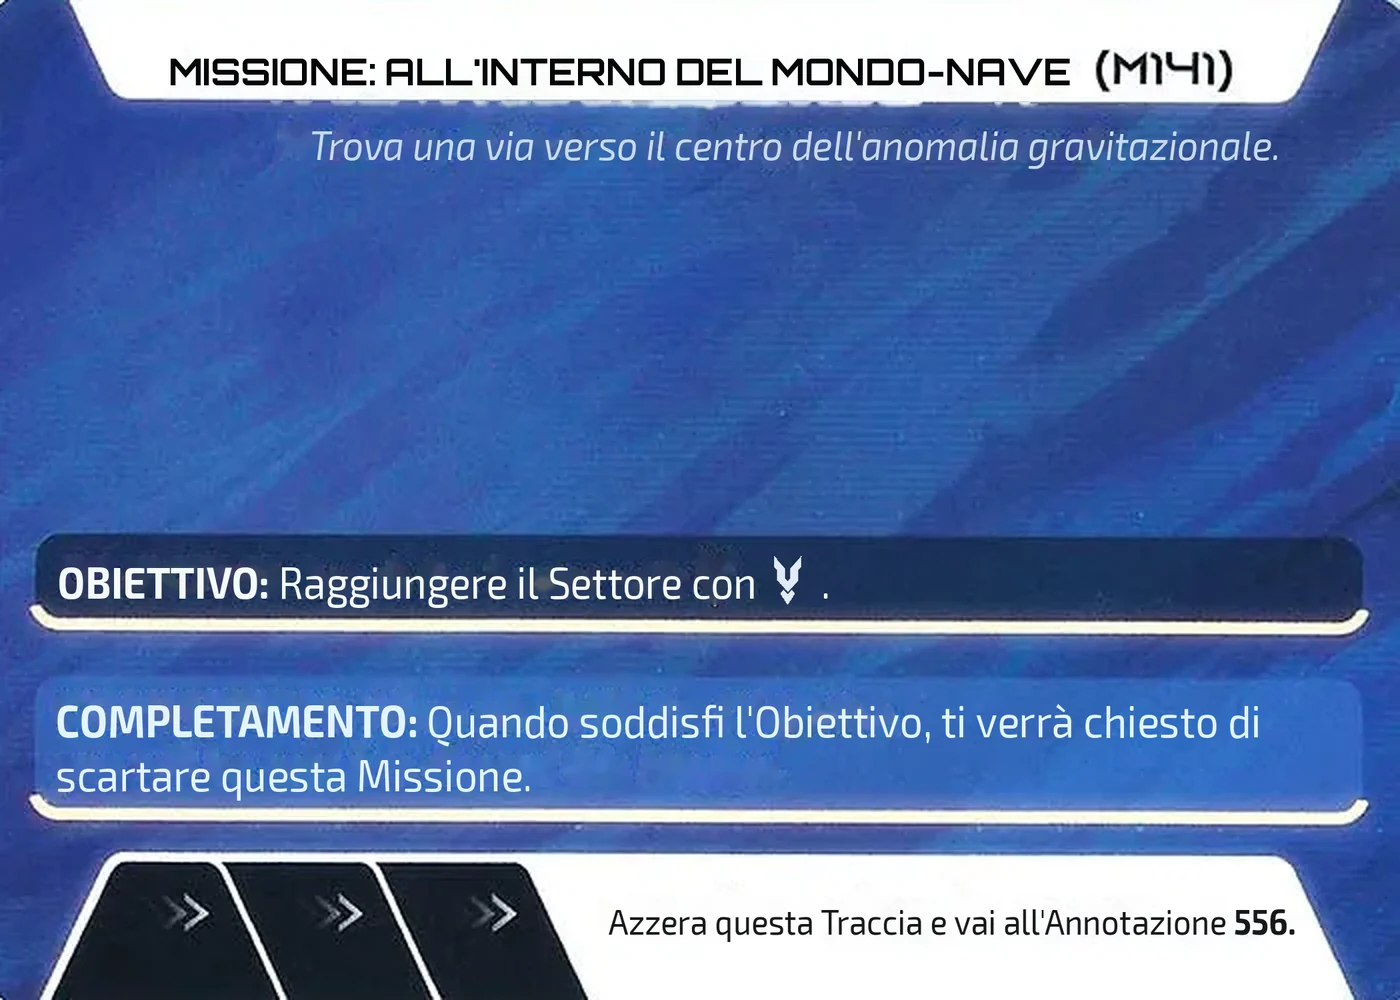 MISSIONE: ALL'INTERNO DEL MONDO-NAVE (M141)
Trova una via verso il centro dell'anomalia gravitazionale.
OBIETTIVO: Raggiungere il Settore con .
COMPLETAMENTO: Quando soddisfi l'Obiettivo, ti verrà chiesto di
scartare questa Missione.
Azzera questa Traccia e vai all'Annotazione 556.